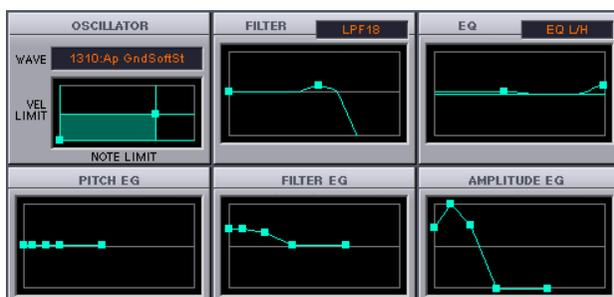 OSCILLATOR
WAVE 1310:Ap GndSoftSt
VEL LIMIT
NOTE LIMIT
FILTER LPF18
EQ EQ L/H
PITCH EG
FILTER EG
AMPLITUDE EG